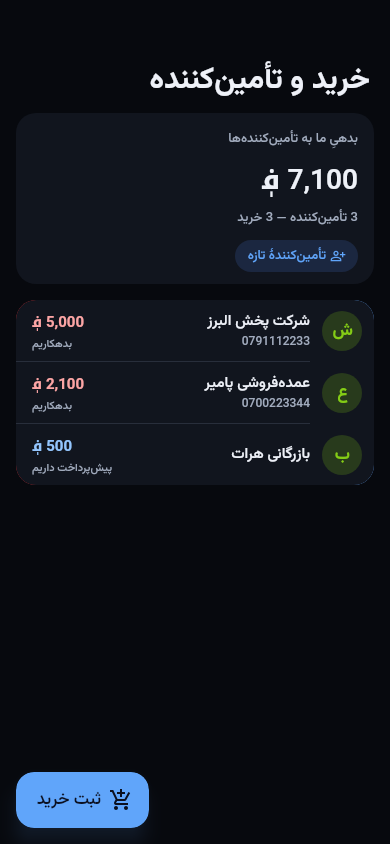 خرید و تأمین‌کننده
بدهیِ ما به تأمین‌کننده‌ها
7,100 ؋
3 تأمین‌کننده — 3 خرید
تأمین‌کنندهٔ تازه
ش
شرکت پخش البرز
0791112233
5,000 ؋
بدهکاریم
ع
عمده‌فروشی پامیر
0700223344
2,100 ؋
بدهکاریم
ب
بازرگانی هرات
500 ؋
پیش‌پرداخت داریم
ثبت خرید